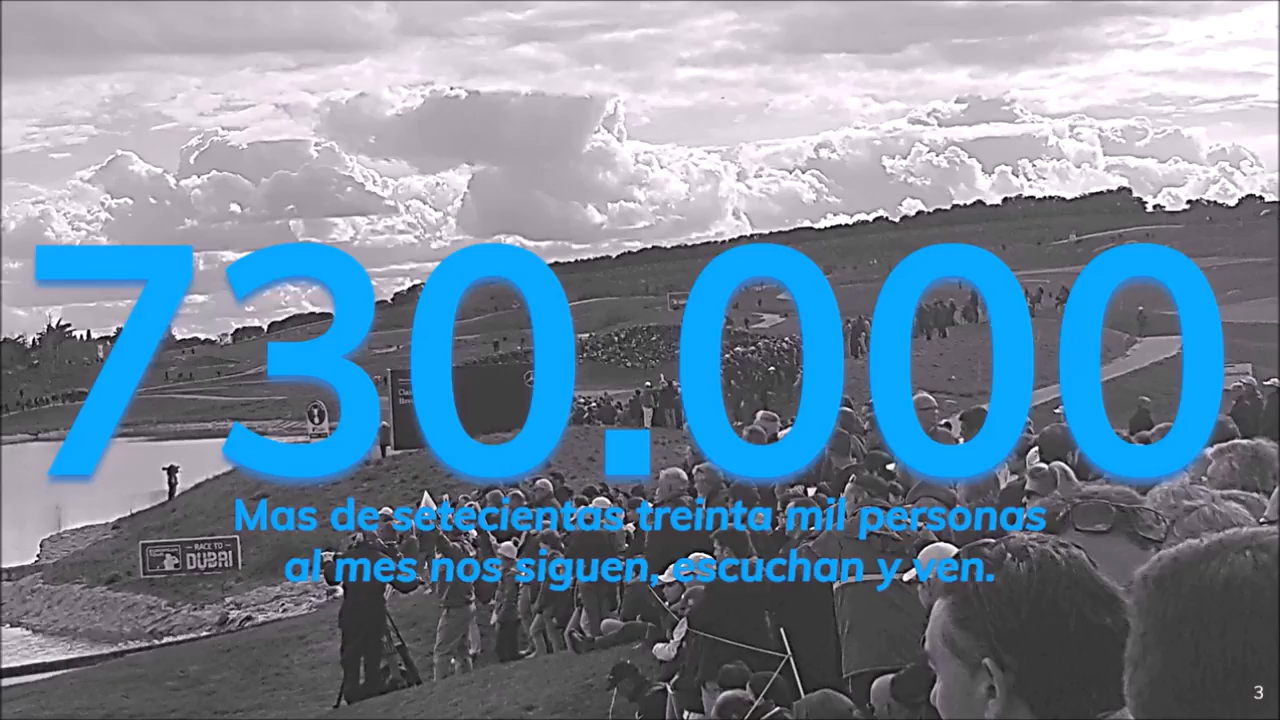 730.000
Mas de setecientas treinta mil personas
al mes nos siguen, escuchan y ven.
RACE TO
DUBAI
3